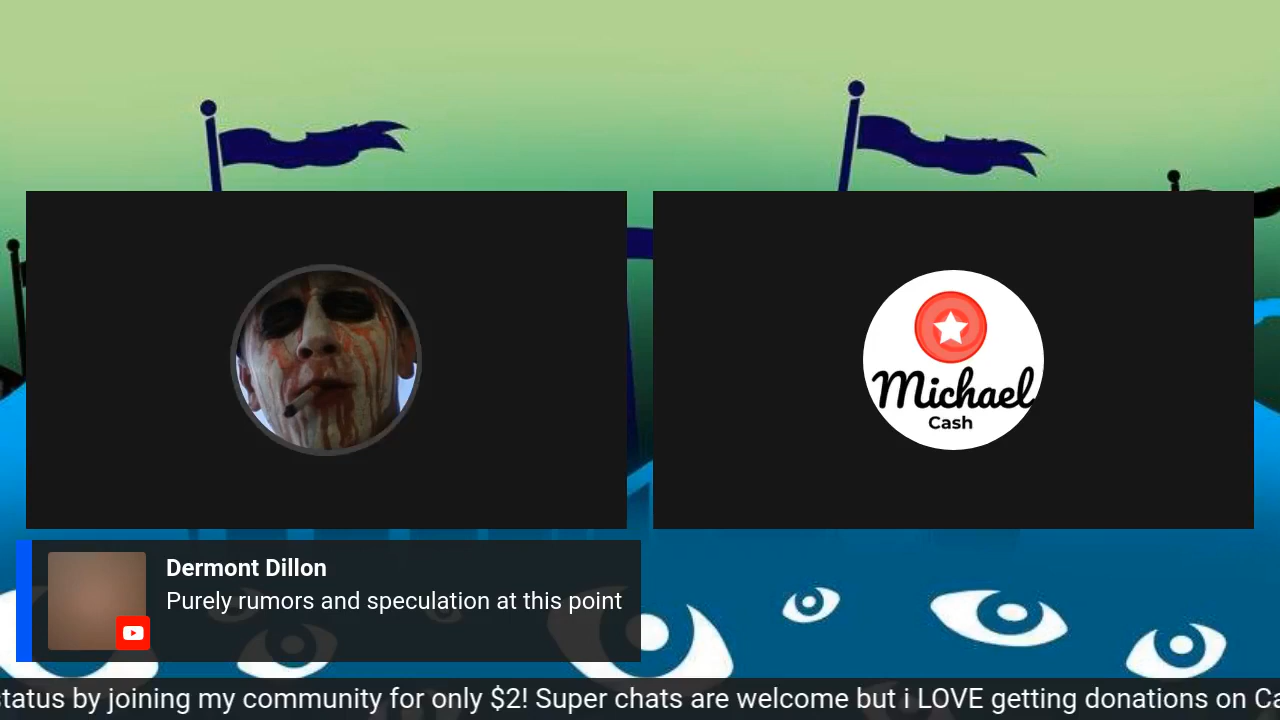 Michael
Cash
Dermont Dillon
Purely rumors and speculation at this point
status by joining my community for only $2! Super chats are welcome but i LOVE getting donations on Ca